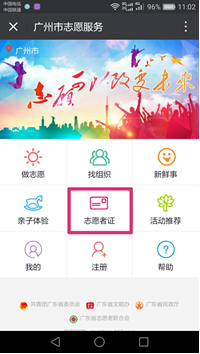 中国电信
中国联通
11:02
广州市志愿服务
广州市
志愿 改变未来
做志愿
找组织
新鲜事
亲子体验
志愿者证
活动推荐
我的
注册
帮助
共青团广东省委员会 广东省文明办 广东省民政厅
广东省志愿者联合会